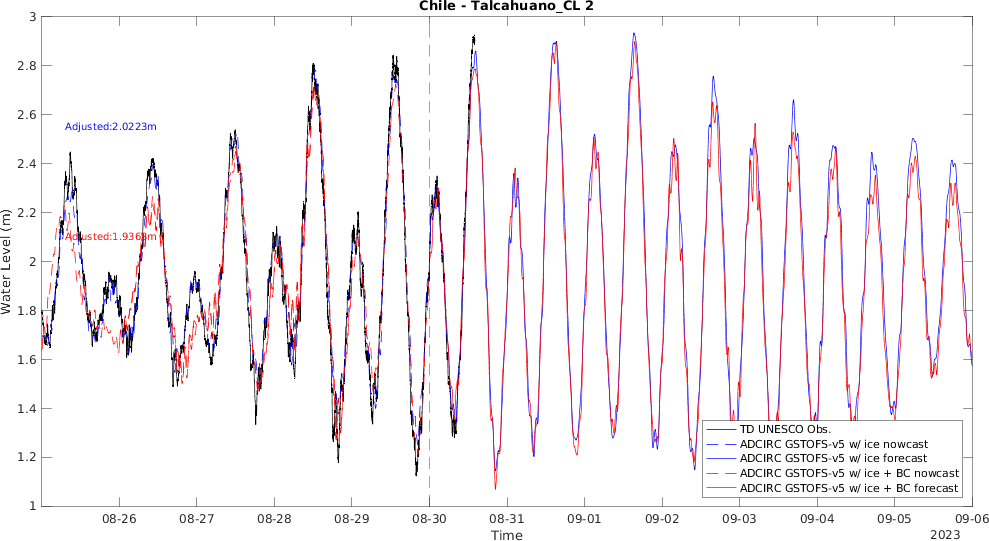 Chile - Talcahuano_CL 2
Water Level (m)
3
2.8
2.6
2.4
2.2
2
1.8
1.6
1.4
1.2
1
Adjusted:2.0223m
Adjusted:1.9363m
TD UNESCO Obs.
ADCIRC GSTOFS-v5 w/ ice nowcast
ADCIRC GSTOFS-v5 w/ ice forecast
ADCIRC GSTOFS-v5 w/ ice + BC nowcast
ADCIRC GSTOFS-v5 w/ ice + BC forecast
08-26 08-27 08-28 08-29 08-30 08-31 09-01 09-02 09-03 09-04 09-05 09-06
Time
2023